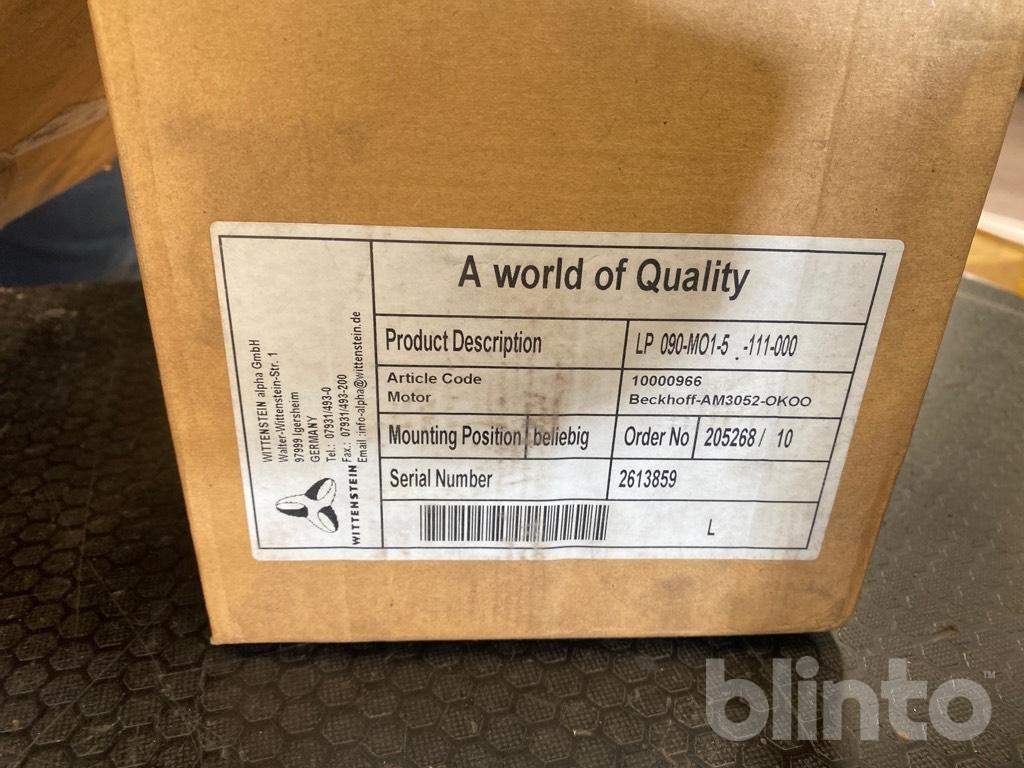 A world of Quality
Product Description LP 090-MO1-5 -111-000
Article Code 10000966
Motor Beckhoff-AM3052-OKOO
Mounting Position beliebig Order No 205268/ 10
Serial Number 2613859
L
WITTENSTEIN alpha GmbH
Walter-Wittenstein-Str. 1
97999 Igersheim
GERMANY
Tel.: 07931/493-0
Fax.: 07931/493-200
Email :info-alpha@wittenstein.de
WITTENSTEIN
blinto™